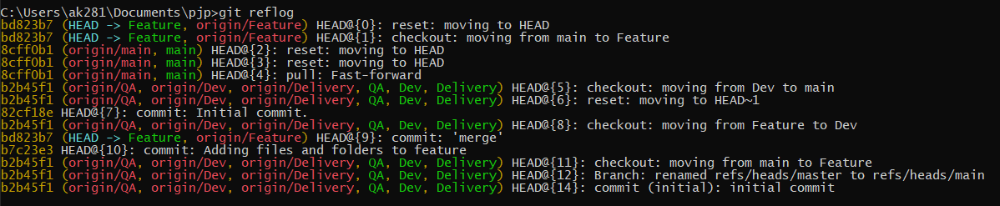 C:\Users\ak281\Documents\pjp>git reflog
bd823b7 (HEAD -> Feature, origin/Feature) HEAD@{0}: reset: moving to HEAD
bd823b7 (HEAD -> Feature, origin/Feature) HEAD@{1}: checkout: moving from main to Feature
8cff0b1 (origin/main, main) HEAD@{2}: reset: moving to HEAD
8cff0b1 (origin/main, main) HEAD@{3}: reset: moving to HEAD
8cff0b1 (origin/main, main) HEAD@{4}: pull: Fast-forward
b2b45f1 (origin/QA, origin/Dev, origin/Delivery, QA, Dev, Delivery) HEAD@{5}: checkout: moving from Dev to main
b2b45f1 (origin/QA, origin/Dev, origin/Delivery, QA, Dev, Delivery) HEAD@{6}: reset: moving to HEAD~1
82cf18e HEAD@{7}: commit: Initial commit.
b2b45f1 (origin/QA, origin/Dev, origin/Delivery, QA, Dev, Delivery) HEAD@{8}: checkout: moving from Feature to Dev
bd823b7 (HEAD -> Feature, origin/Feature) HEAD@{9}: commit: 'merge'
b7c23e3 HEAD@{10}: commit: Adding files and folders to feature
b2b45f1 (origin/QA, origin/Dev, origin/Delivery, QA, Dev, Delivery) HEAD@{11}: checkout: moving from main to Feature
b2b45f1 (origin/QA, origin/Dev, origin/Delivery, QA, Dev, Delivery) HEAD@{12}: Branch: renamed refs/heads/master to refs/heads/main
b2b45f1 (origin/QA, origin/Dev, origin/Delivery, QA, Dev, Delivery) HEAD@{14}: commit (initial): initial commit